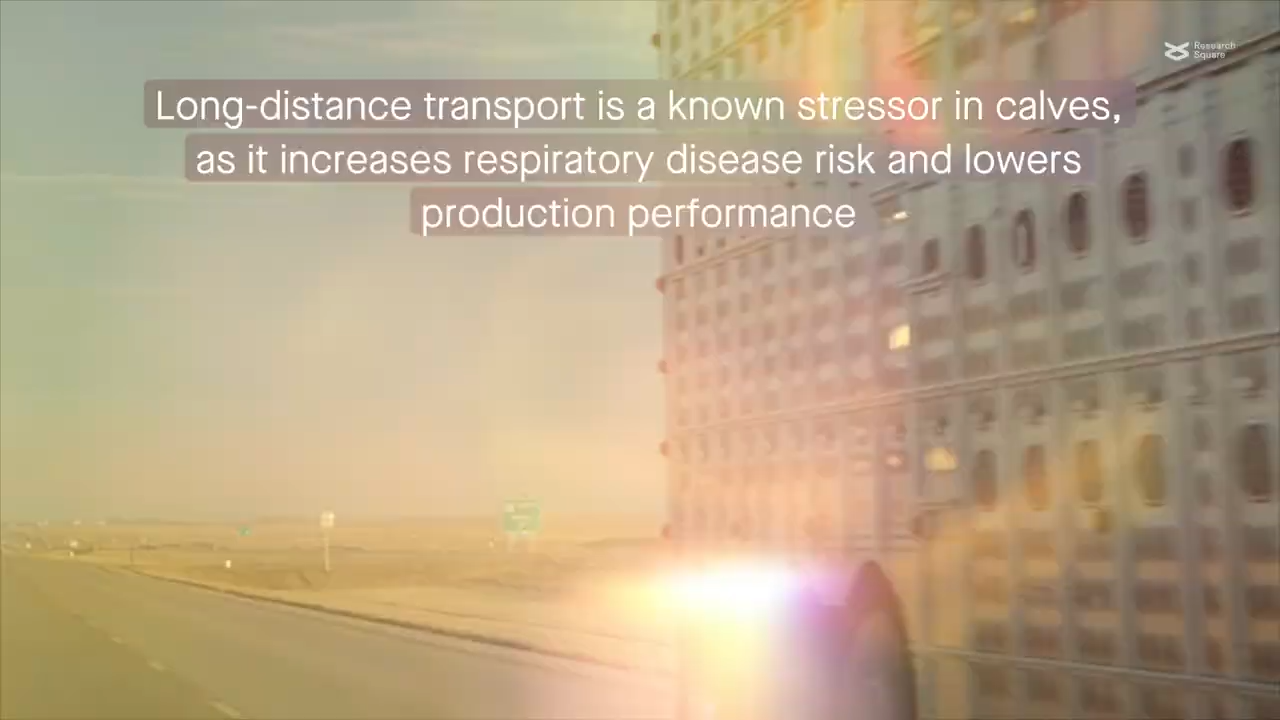 Research
Square
Long-distance transport is a known stressor in calves,
as it increases respiratory disease risk and lowers
production performance